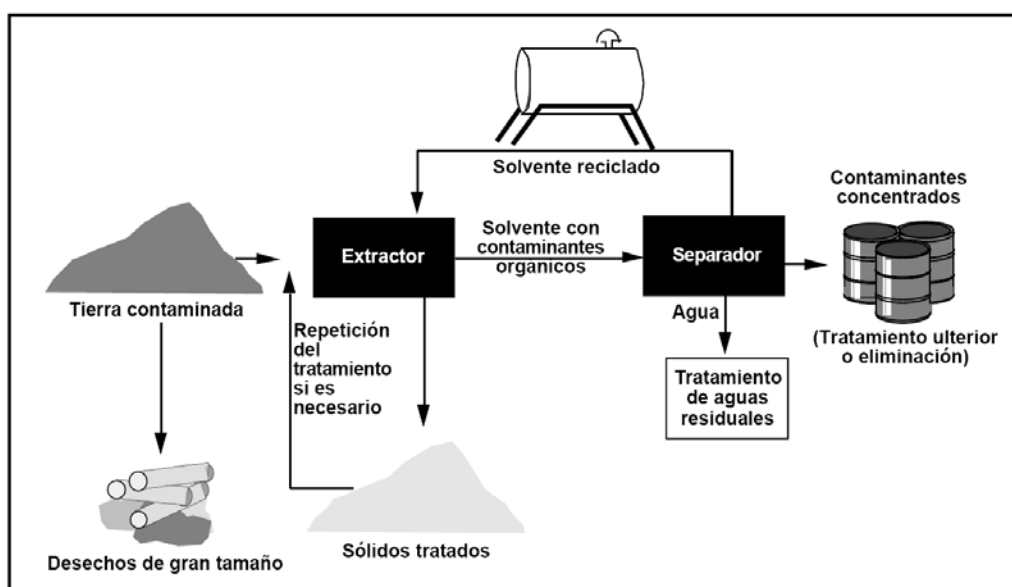 Solvente reciclado
Contaminantes
concentrados
Extractor
Solvente con
contaminantes
orgánicos
Separador
Tierra contaminada
Agua
(Tratamiento ulterior
o eliminación)
Repetición
del
tratamiento
si es
necesario
Tratamiento
de aguas
residuales
Desechos de gran tamaño
Sólidos tratados